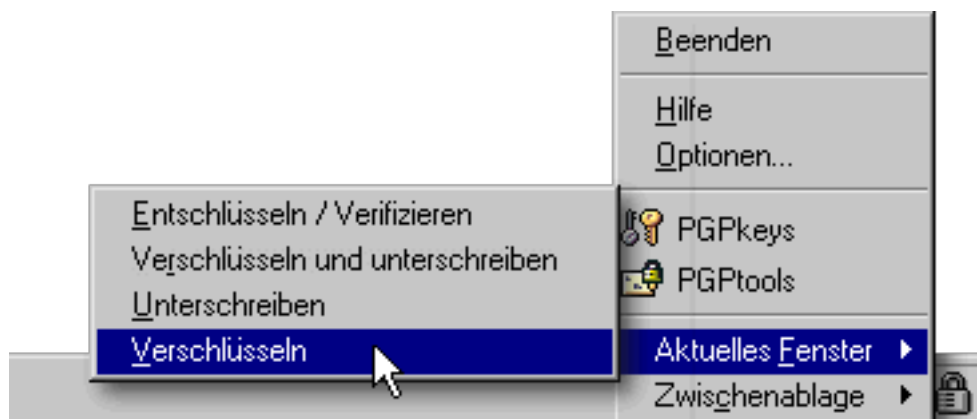 Beenden
Hilfe
Optionen...
PGPkeys
PGPtools
Aktuelles Fenster
Zwischenablage
Entschlüsseln / Verifizieren
Verschlüsseln und unterschreiben
Unterschreiben
Verschlüsseln